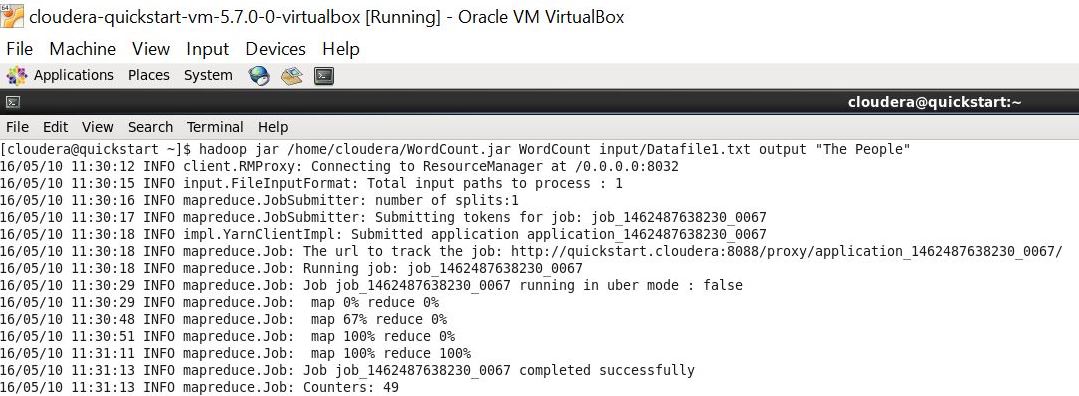 cloudera-quickstart-vm-5.7.0-0-virtualbox [Running] - Oracle VM VirtualBox
File Machine View Input Devices Help
Applications Places System
cloudera@quickstart:~
File Edit View Search Terminal Help
[cloudera@quickstart ~]$ hadoop jar /home/cloudera/WordCount.jar WordCount input/Datafile1.txt output "The People"
16/05/10 11:30:12 INFO client.RMProxy: Connecting to ResourceManager at /0.0.0.0:8032
16/05/10 11:30:15 INFO input.FileInputFormat: Total input paths to process : 1
16/05/10 11:30:16 INFO mapreduce.JobSubmitter: number of splits:1
16/05/10 11:30:17 INFO mapreduce.JobSubmitter: Submitting tokens for job: job_1462487638230_0067
16/05/10 11:30:18 INFO impl.YarnClientImpl: Submitted application application_1462487638230_0067
16/05/10 11:30:18 INFO mapreduce.Job: The url to track the job: http://quickstart.cloudera:8088/proxy/application_1462487638230_0067/
16/05/10 11:30:18 INFO mapreduce.Job: Running job: job_1462487638230_0067
16/05/10 11:30:29 INFO mapreduce.Job: Job job_1462487638230_0067 running in uber mode : false
16/05/10 11:30:29 INFO mapreduce.Job:  map 0% reduce 0%
16/05/10 11:30:48 INFO mapreduce.Job:  map 67% reduce 0%
16/05/10 11:30:51 INFO mapreduce.Job:  map 100% reduce 0%
16/05/10 11:31:11 INFO mapreduce.Job:  map 100% reduce 100%
16/05/10 11:31:13 INFO mapreduce.Job: Job job_1462487638230_0067 completed successfully
16/05/10 11:31:13 INFO mapreduce.Job: Counters: 49